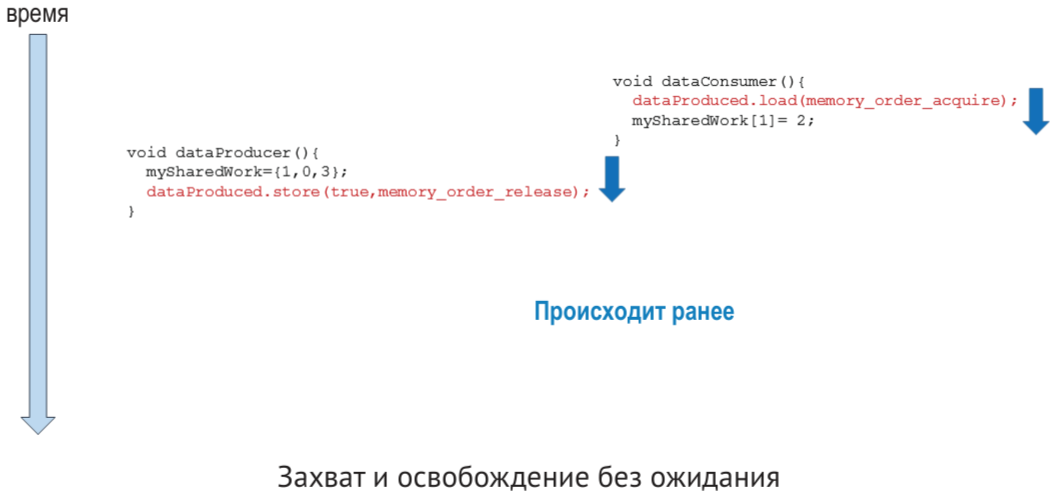 время
void dataConsumer(){
dataProduced.load(memory_order_acquire);
mySharedWork[1]= 2;
}
void dataProducer(){
mySharedWork={1,0,3};
dataProduced.store(true,memory_order_release);
}
Происходит ранее
Захват и освобождение без ожидания